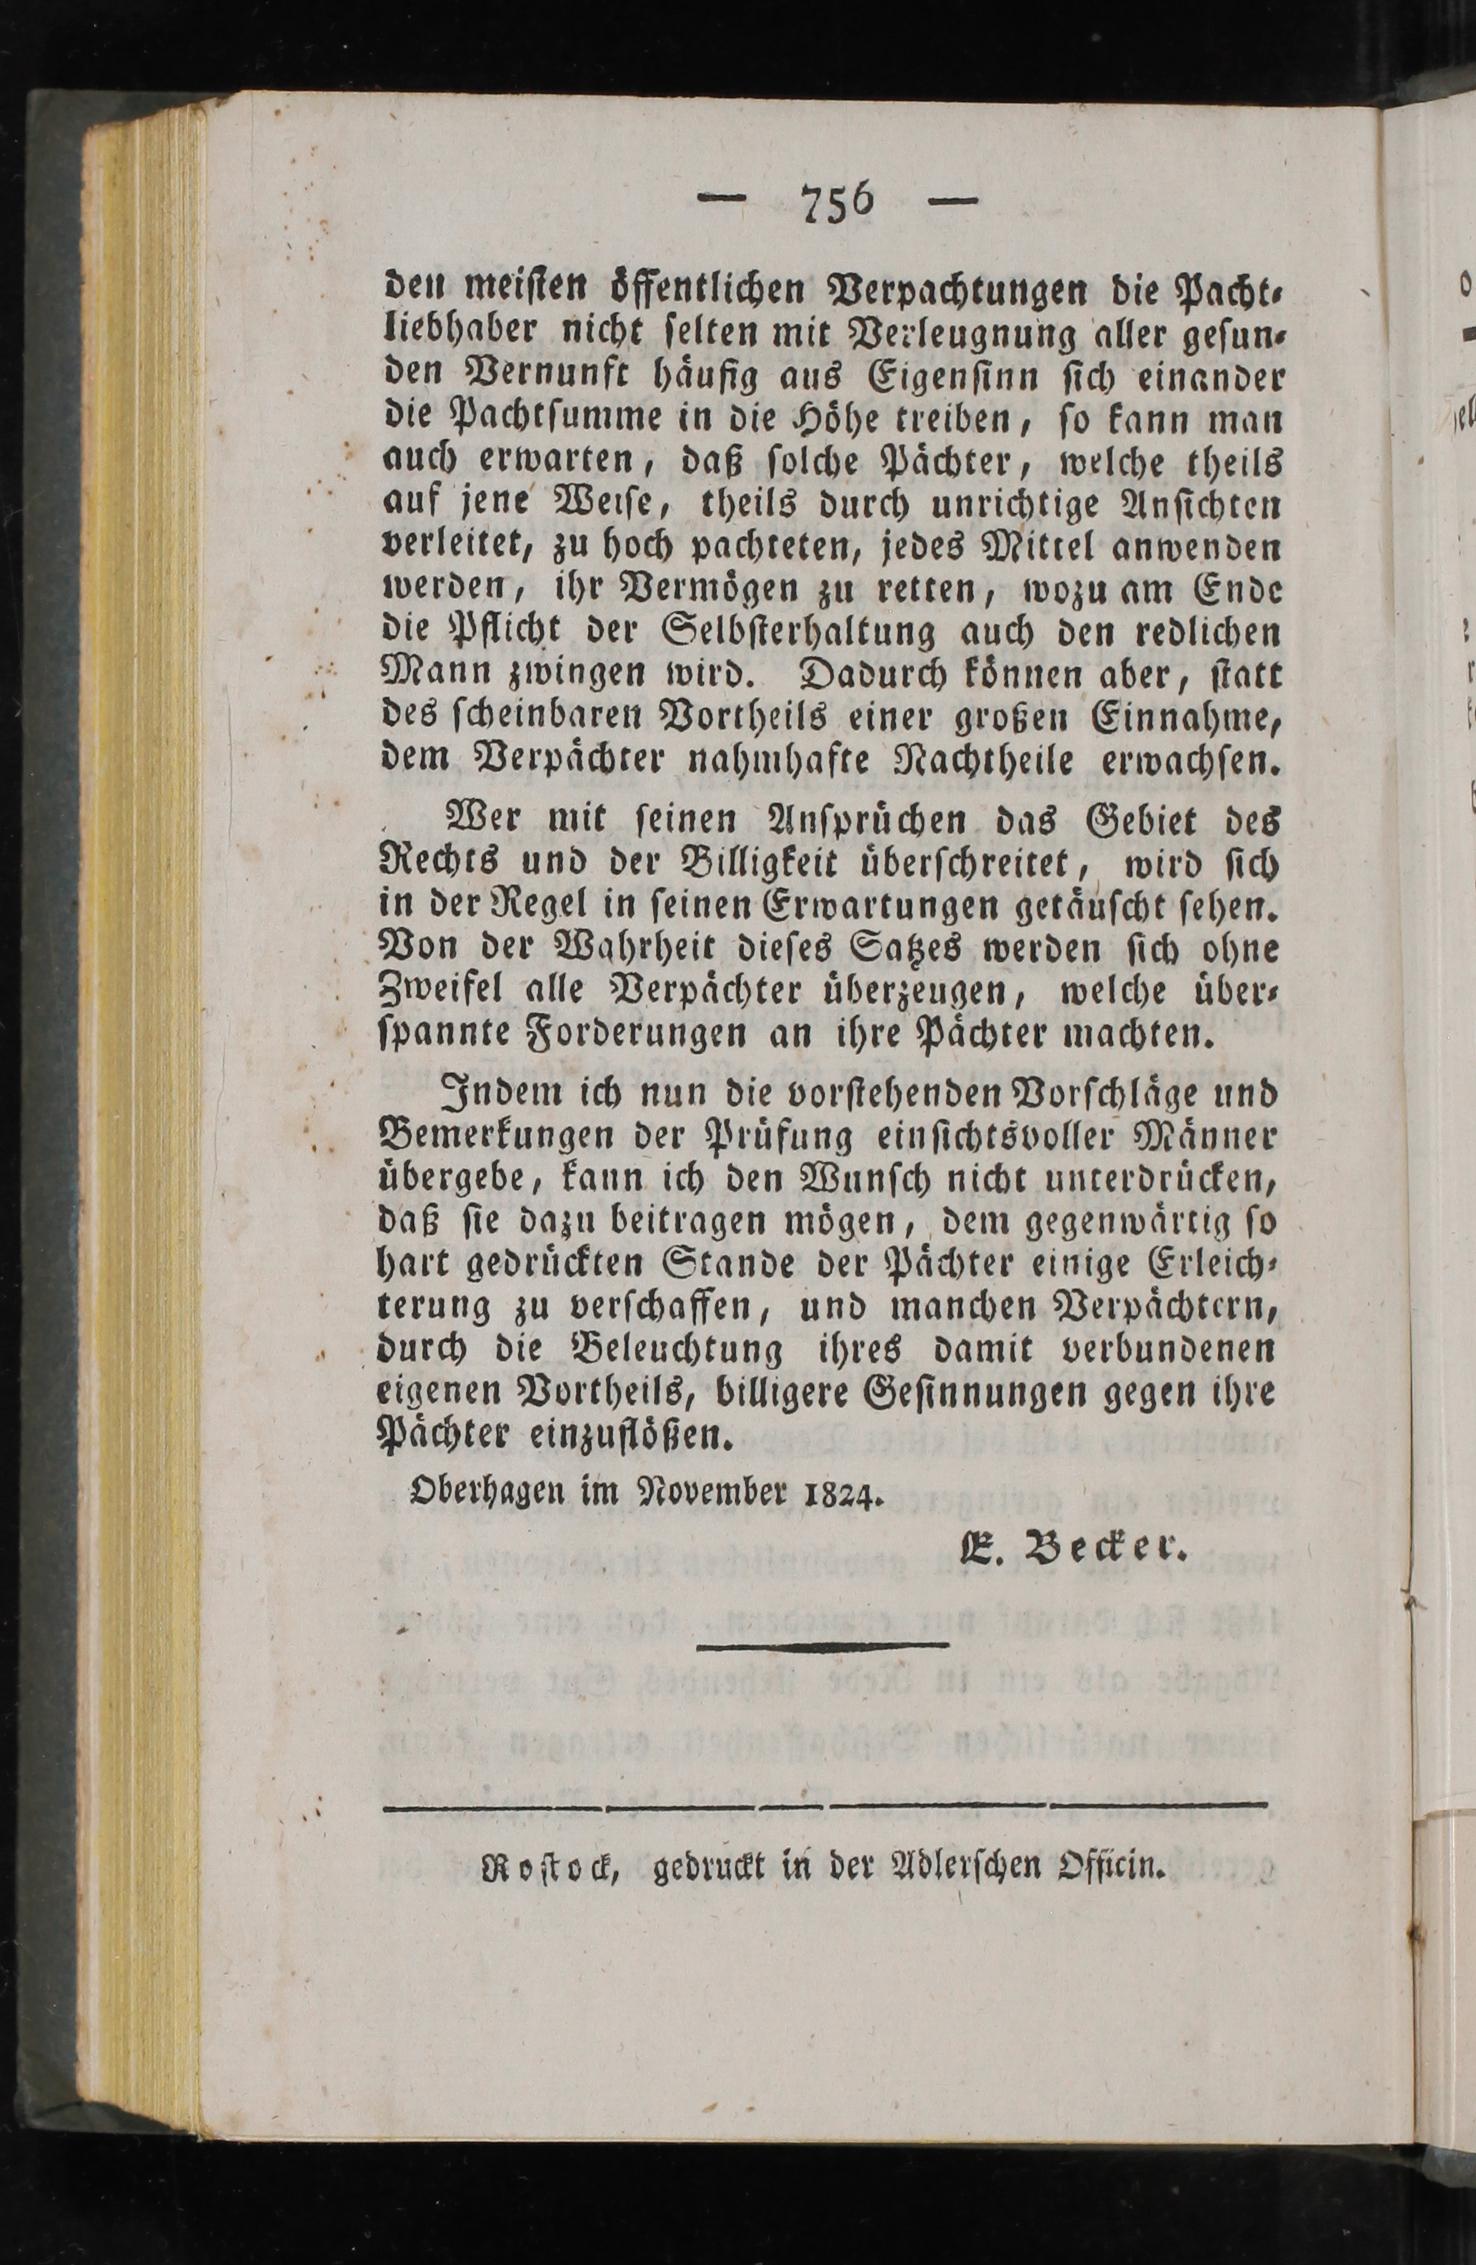 — 756 —
den meisten öffentlichen Verpachtungen die Pacht-
liebhaber nicht selten mit Verleugnung aller gesun-
den Vernunft häufig aus Eigensinn sich einander
die Pachtsumme in die Höhe treiben, so kann man
auch erwarten, daß solche Pächter, welche theils
auf jene Weise, theils durch unrichtige Ansichten
verleitet, zu hoch pachteten, jedes Mittel anwenden
werden, ihr Vermögen zu retten, wozu am Ende
die Pflicht der Selbsterhaltung auch den redlichen
Mann zwingen wird. Dadurch können aber, statt
des scheinbaren Vortheils einer großen Einnahme,
dem Verpächter nahmhafte Nachtheile erwachsen.
Wer mit seinen Ansprüchen das Gebiet des
Rechts und der Billigkeit überschreitet, wird sich
in der Regel in seinen Erwartungen getäuscht sehen.
Von der Wahrheit dieses Satzes werden sich ohne
Zweifel alle Verpächter überzeugen, welche über-
spannte Forderungen an ihre Pächter machten.
Indem ich nun die vorstehenden Vorschläge und
Bemerkungen der Prüfung einsichtsvoller Männer
übergebe, kann ich den Wunsch nicht unterdrücken,
daß sie dazu beitragen mögen, dem gegenwärtig so
hart gedrückten Stande der Pächter einige Erleich-
terung zu verschaffen, und manchen Verpächtern,
durch die Beleuchtung ihres damit verbundenen
eigenen Vortheils, billigere Gesinnungen gegen ihre
Pächter einzuflößen.
Oberhagen im November 1824.
E. Becker.
Rostock, gedruckt in der Adlerschen Officin.